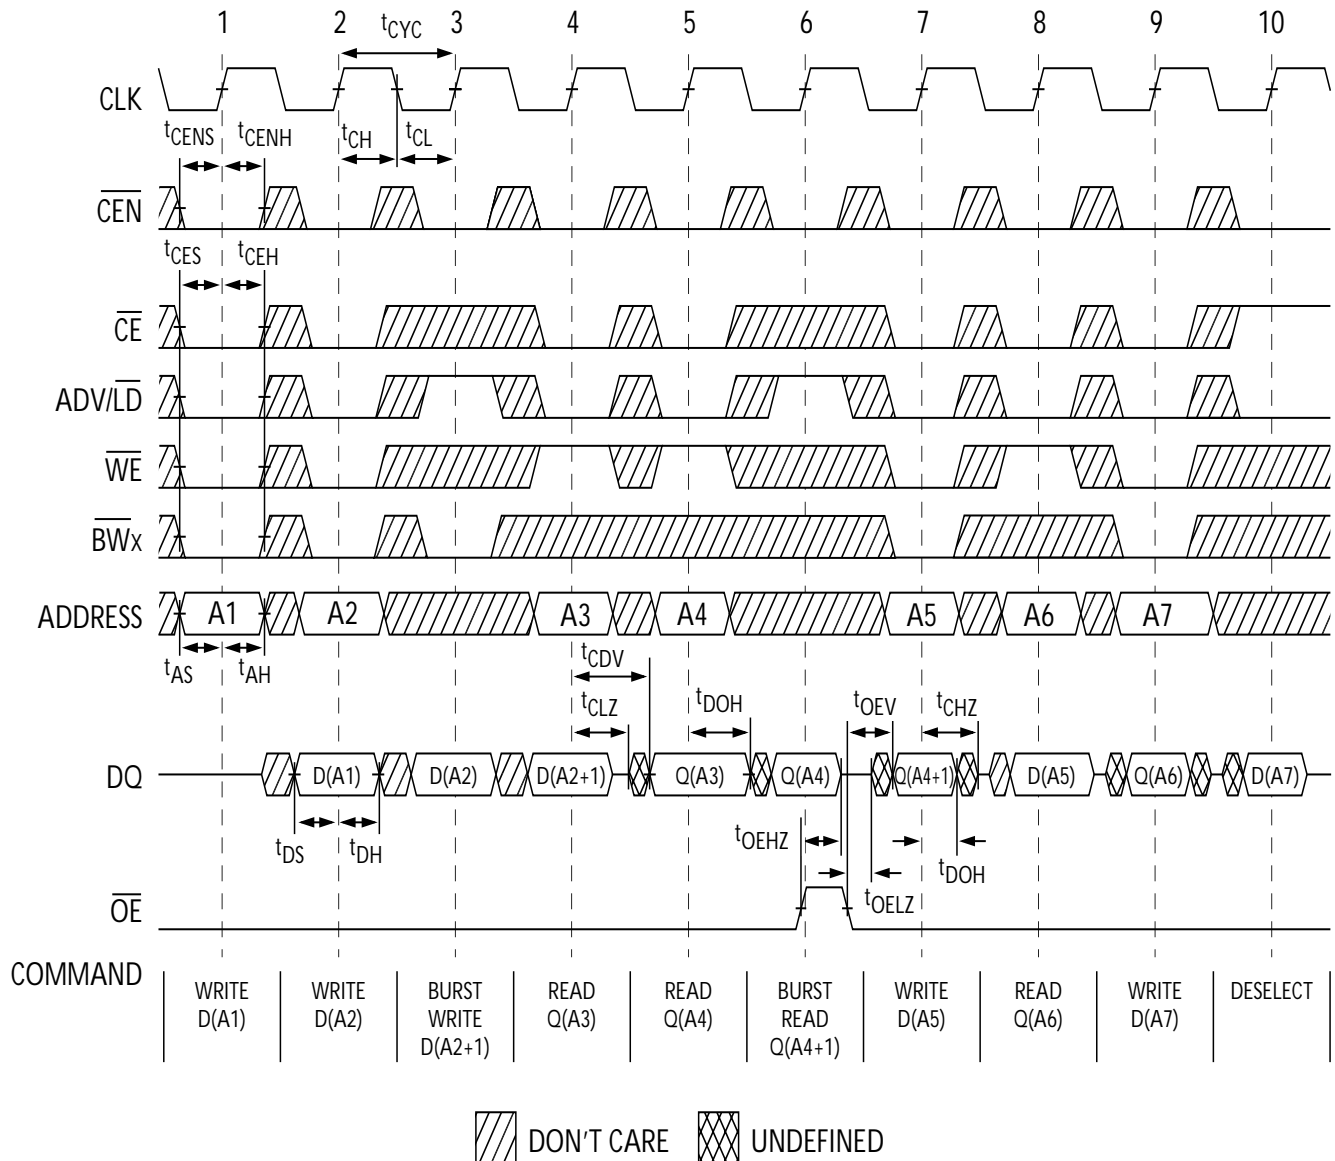 1 2 3 4 5 6 7 8 9 10
tCYC
CLK
tCENS tCENH tCH tCL
CEN
tCES tCEH
CE
ADV/LD
WE
BWx
ADDRESS A1 A2 A3 A4 A5 A6 A7
tAS tAH tCDV
tCLZ tDOH tOEV tCHZ
DQ D(A1) D(A2) D(A2+1) Q(A3) Q(A4) Q(A4+1) D(A5) Q(A6) D(A7)
tDS tDH tOEHZ tDOH
tOELZ
OE
COMMAND
WRITE D(A1)
WRITE D(A2)
BURST WRITE D(A2+1)
READ Q(A3)
READ Q(A4)
BURST READ Q(A4+1)
WRITE D(A5)
READ Q(A6)
WRITE D(A7)
DESELECT
DON'T CARE UNDEFINED